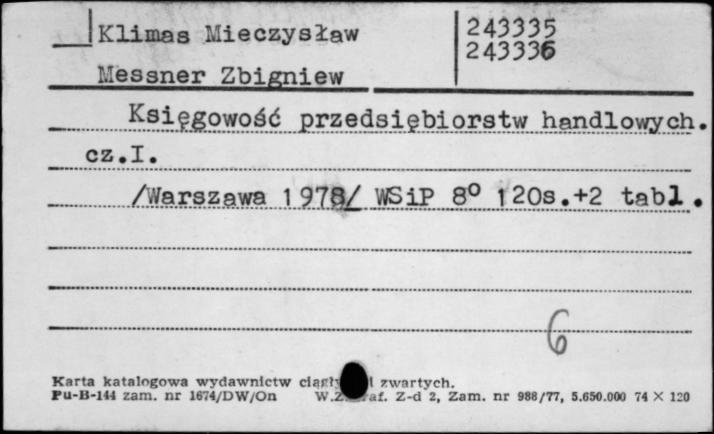 Klimas Mieczysław 243335
243336
Messner Zbigniew
Księgowość przedsiębiorstw handlowych.
cz.I.
/Warszawa 1978/ WSiP 8° 120s.+2 tabl.
6
Karta katalogowa wydawnictw zwartych.
Pu-B-144 zam. nr 1674/DW/On Z-d 2, Zam. nr 988/77, 5.650.000 74 × 120